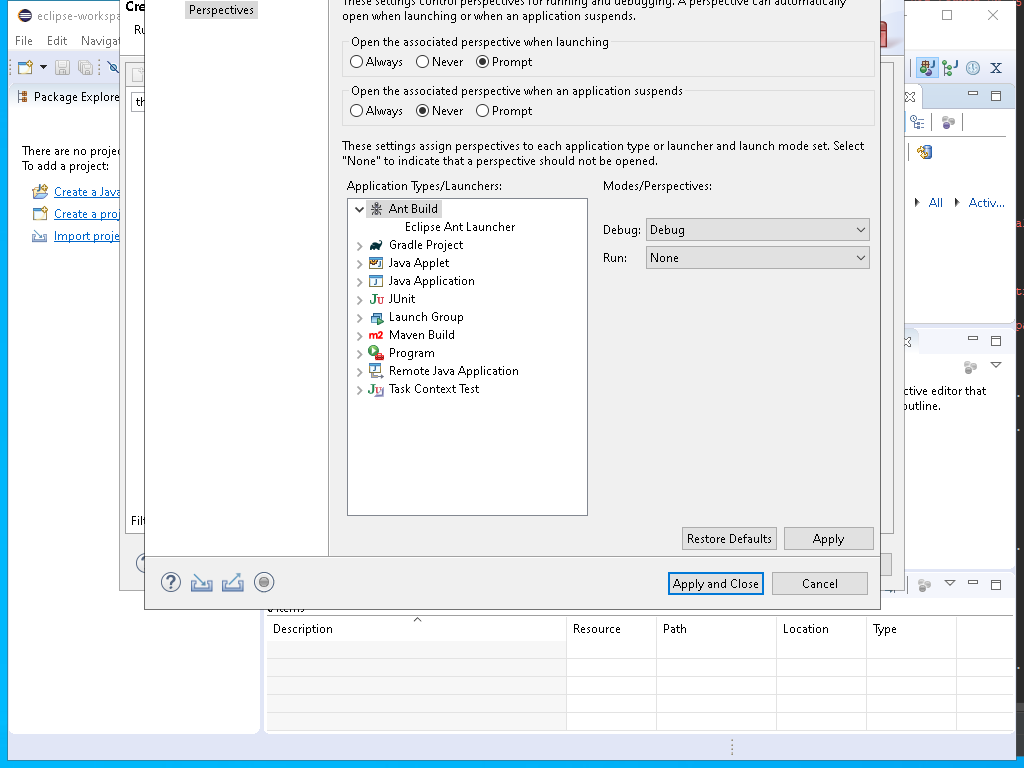 Perspectives
eclipse-workspa
File Edit Navigat
Package Explore
There are no projec
To add a project:
Create a Java
Create a proj
Import proje
Cre
Ru
th
Filt
These settings control perspectives for running and debugging. A perspective can automatically
open when launching or when an application suspends.
Open the associated perspective when launching
Always Never Prompt
Open the associated perspective when an application suspends
Always Never Prompt
These settings assign perspectives to each application type or launcher and launch mode set. Select
"None" to indicate that a perspective should not be opened.
Application Types/Launchers:
Ant Build
Eclipse Ant Launcher
Gradle Project
Java Applet
Java Application
JUnit
Launch Group
Maven Build
Program
Remote Java Application
Task Context Test
Modes/Perspectives:
Debug: Debug
Run: None
Restore Defaults Apply
Apply and Close Cancel
All Activ...
ctive editor that
outline.
Description Resource Path Location Type